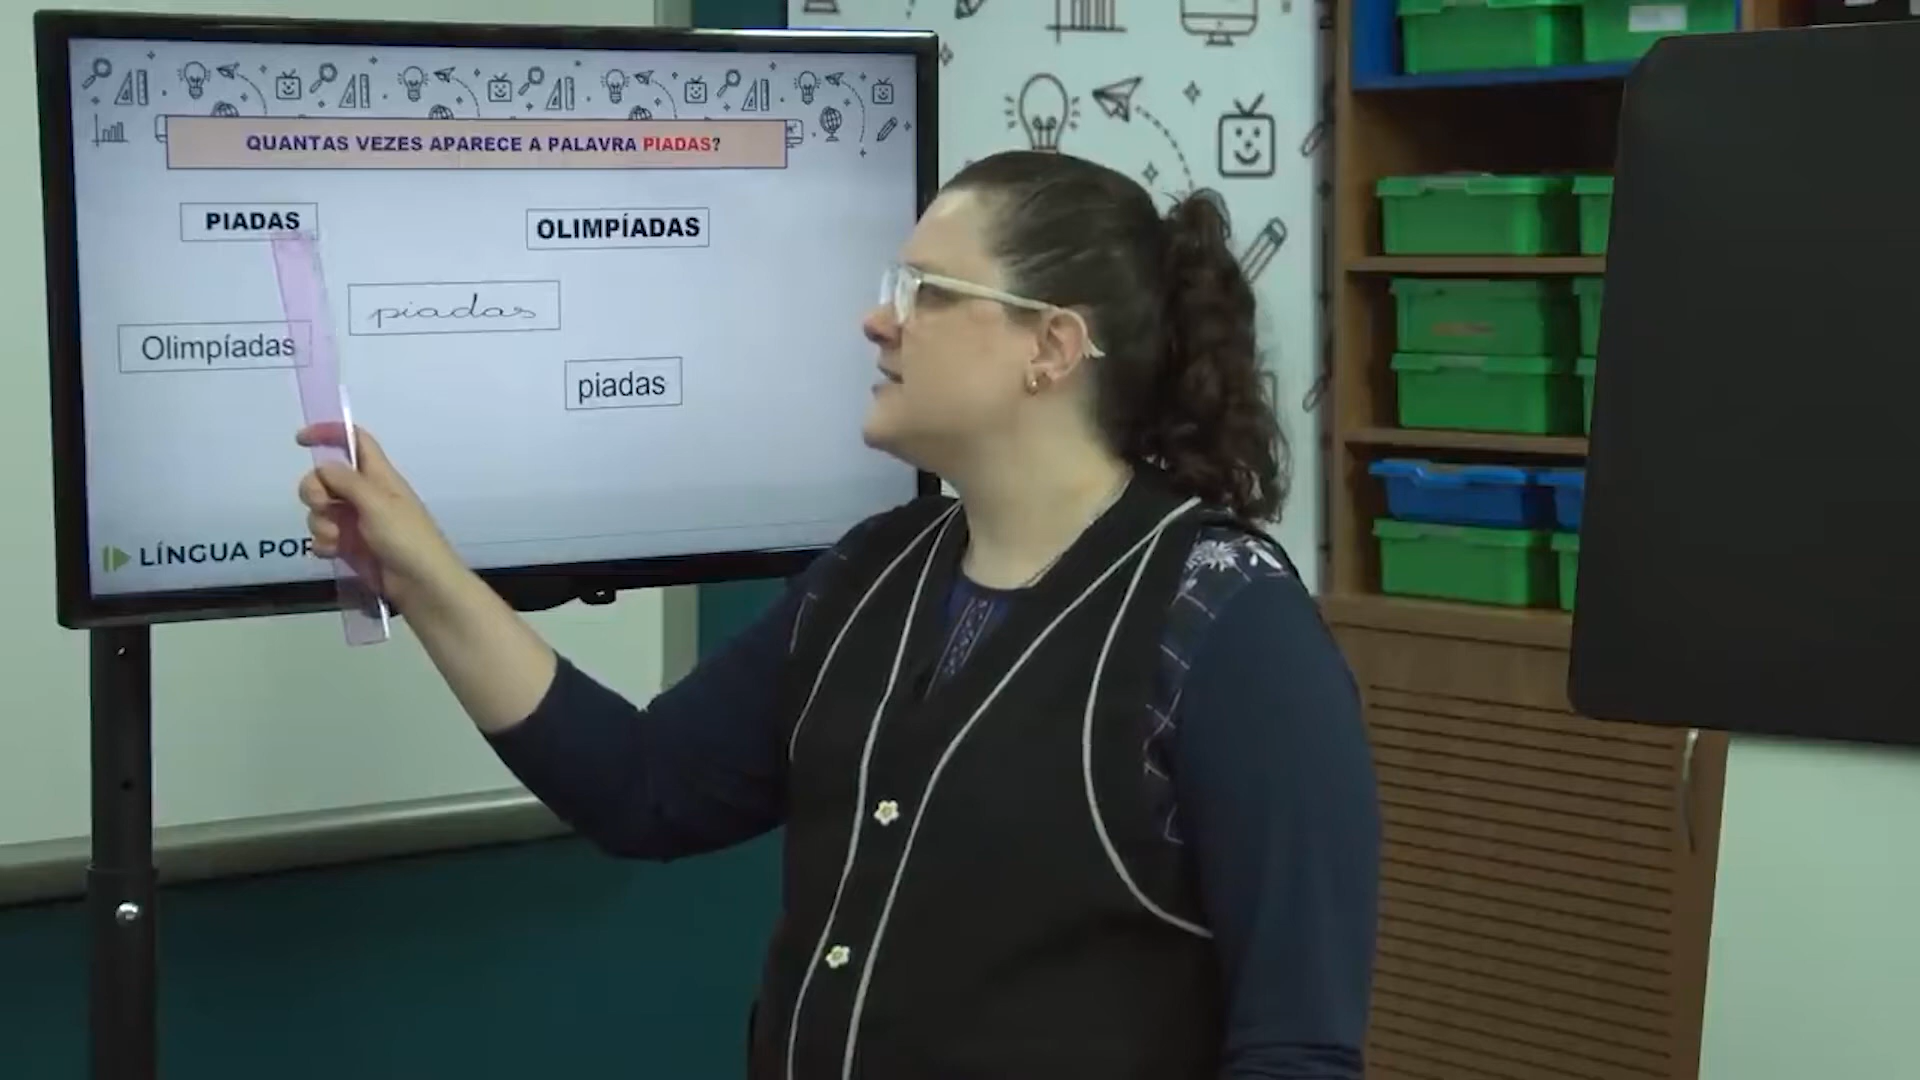 QUANTAS VEZES APARECE A PALAVRA PIADAS?
PIADAS
OLIMPÍADAS
piadas
Olimpíadas
piadas
LÍNGUA POR